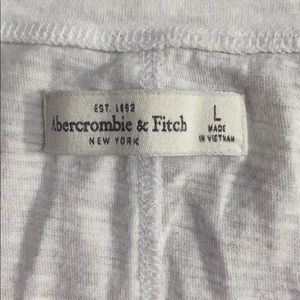 EST. 1892
Abercrombie & Fitch
NEW YORK
L
MADE
IN VIETNAM